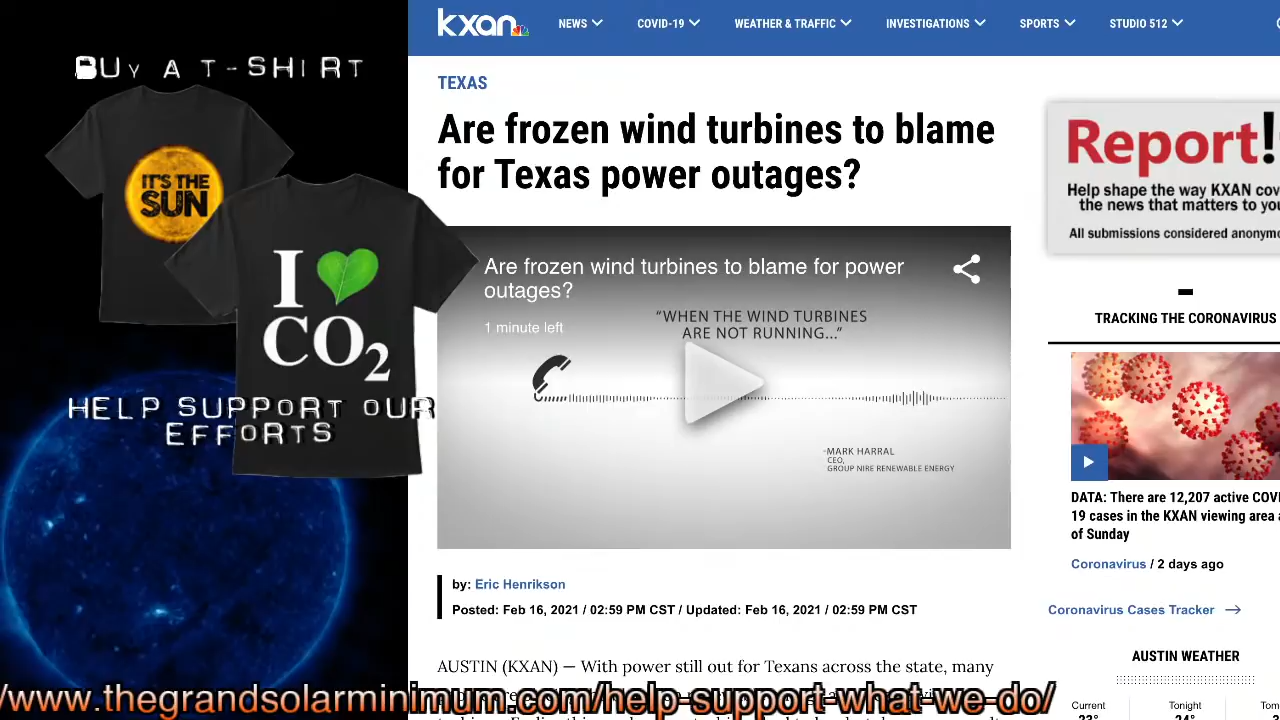 BUY A T-SHIRT
IT'S THE
SUN
I
CO2
HELP SUPPORT OUR
EFFORTS
kxan
NEWS
COVID-19
WEATHER & TRAFFIC
INVESTIGATIONS
SPORTS
STUDIO 512
TEXAS
Are frozen wind turbines to blame
for Texas power outages?
Are frozen wind turbines to blame for power
outages?
1 minute left
"WHEN THE WIND TURBINES
ARE NOT RUNNING..."
-MARK HARRAL
CEO,
GROUP NIRE RENEWABLE ENERGY
by: Eric Henrikson
Posted: Feb 16, 2021 / 02:59 PM CST / Updated: Feb 16, 2021 / 02:59 PM CST
AUSTIN (KXAN) — With power still out for Texans across the state, many
/www.thegrandsolarminimum.com/help-support-what-we-do/
Report!
Help shape the way KXAN cov
the news that matters to you
All submissions considered anonymo
TRACKING THE CORONAVIRUS
DATA: There are 12,207 active COVI
19 cases in the KXAN viewing area a
of Sunday
Coronavirus / 2 days ago
Coronavirus Cases Tracker
AUSTIN WEATHER
Current
Tonight